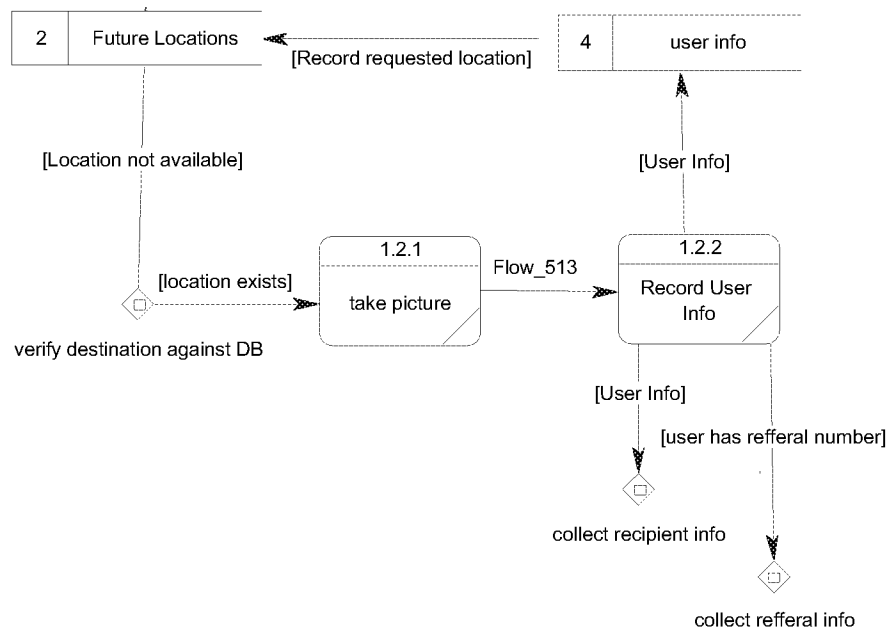 2 Future Locations
4 user info
[Record requested location]
[Location not available]
[User Info]
1.2.1
1.2.2
[location exists]
take picture
Flow_513
Record User
Info
verify destination against DB
[User Info]
[user has refferal number]
collect recipient info
collect refferal info